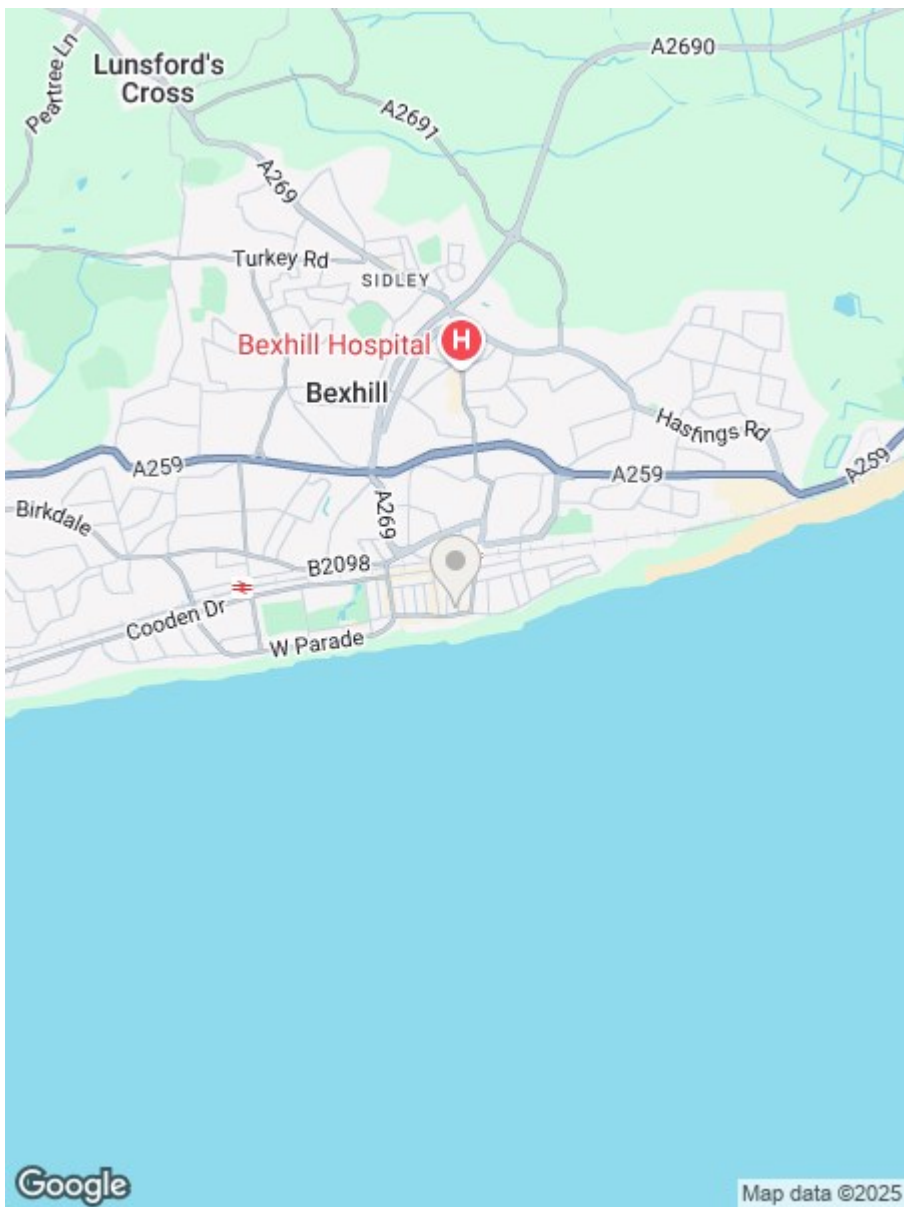 A2690
Lunsford's
Cross
Peartree Ln
A2691
A269
Turkey Rd
SIDLEY
Bexhill Hospital
H
Bexhill
Hastings Rd
A259
A259
A259
Birkdale
A269
B2098
Cooden Dr
W Parade
Google
Map data ©2025